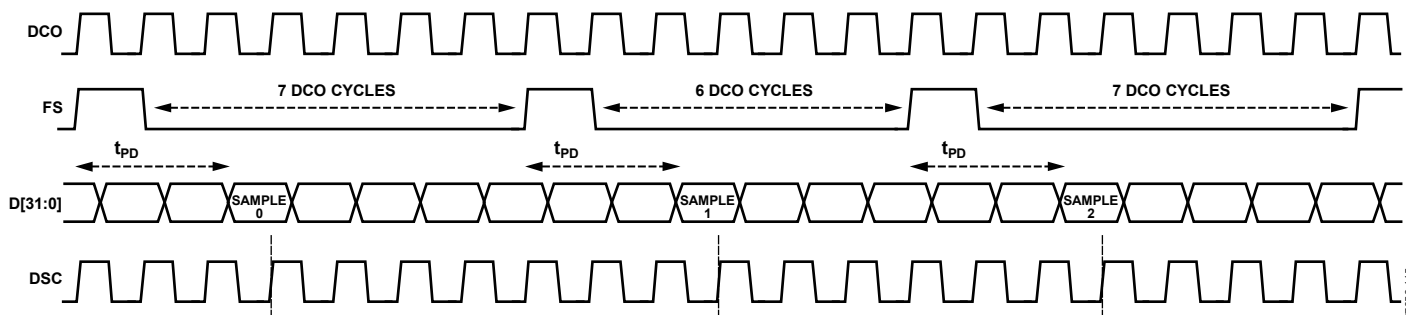 DCO
7 DCO CYCLES
6 DCO CYCLES
7 DCO CYCLES
FS
tPD
tPD
tPD
D[31:0]
SAMPLE
0
SAMPLE
1
SAMPLE
2
DSC